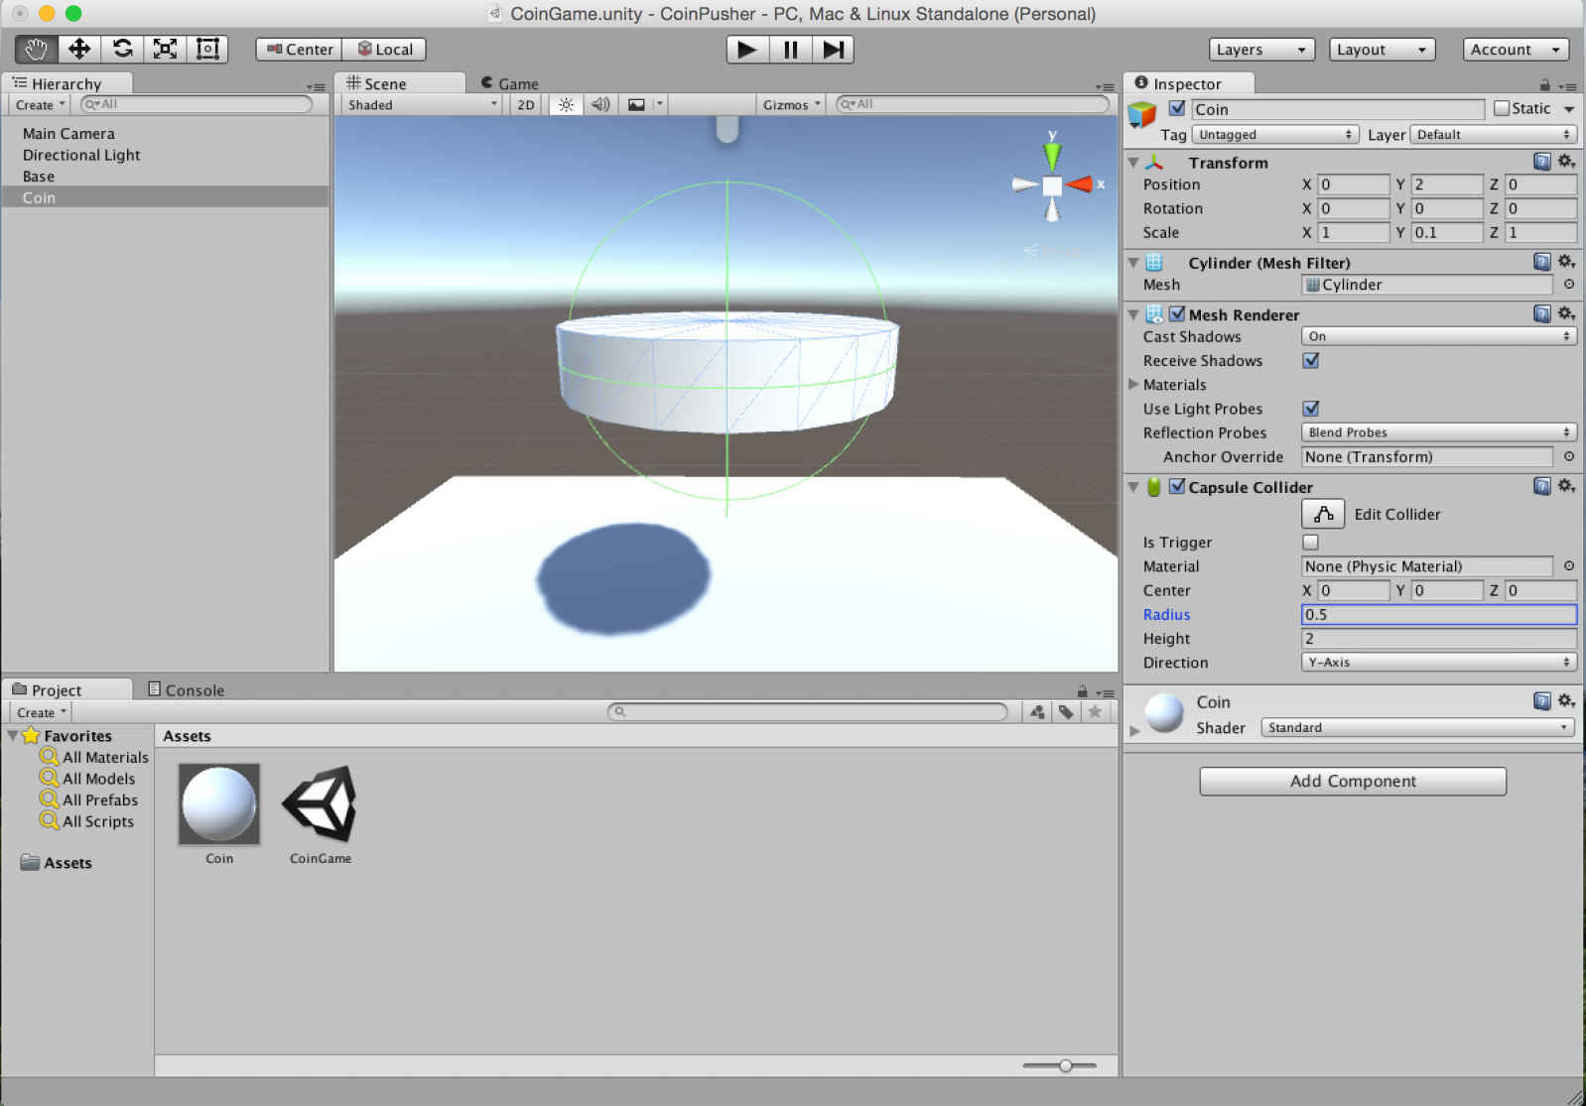 CoinGame.unity - CoinPusher - PC, Mac & Linux Standalone (Personal)
Center Local Layers Layout Account
Hierarchy
Create All
Main Camera
Directional Light
Base
Coin
Scene Game
Shaded 2D Gizmos All
y
x
Inspector
Coin Static
Tag Untagged Layer Default
Transform
Position X 0 Y 2 Z 0
Rotation X 0 Y 0 Z 0
Scale X 1 Y 0.1 Z 1
Cylinder (Mesh Filter)
Mesh Cylinder
Mesh Renderer
Cast Shadows On
Receive Shadows
Materials
Use Light Probes
Reflection Probes Blend Probes
Anchor Override None (Transform)
Capsule Collider
Edit Collider
Is Trigger
Material None (Physic Material)
Center X 0 Y 0 Z 0
Radius 0.5
Height 2
Direction Y-Axis
Coin
Shader Standard
Add Component
Project Console
Create
Favorites
All Materials
All Models
All Prefabs
All Scripts
Assets
Assets
Coin CoinGame